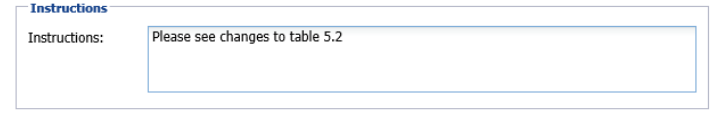 Instructions
Instructions: Please see changes to table 5.2